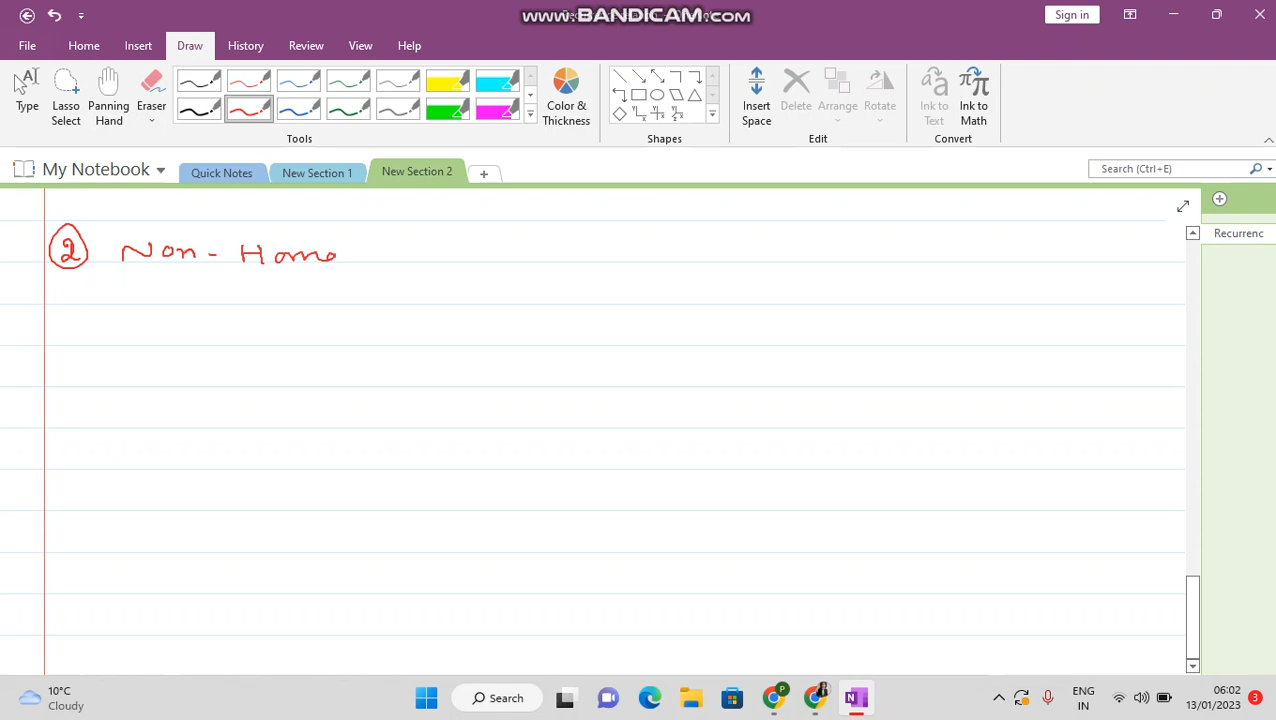 www.BANDICAM.com
Sign in
File Home Insert Draw History Review View Help
Type
Lasso Select
Panning Hand
Eraser
Color & Thickness
Insert Space
Delete
Arrange
Rotate
Ink to Text
Ink to Math
Tools
Shapes
Edit
Convert
My Notebook
Quick Notes
New Section 1
New Section 2
Search (Ctrl+E)
Recurrenc
2 Non - Homo
10°C
Cloudy
Search
ENG
IN
06:02
13/01/2023
3